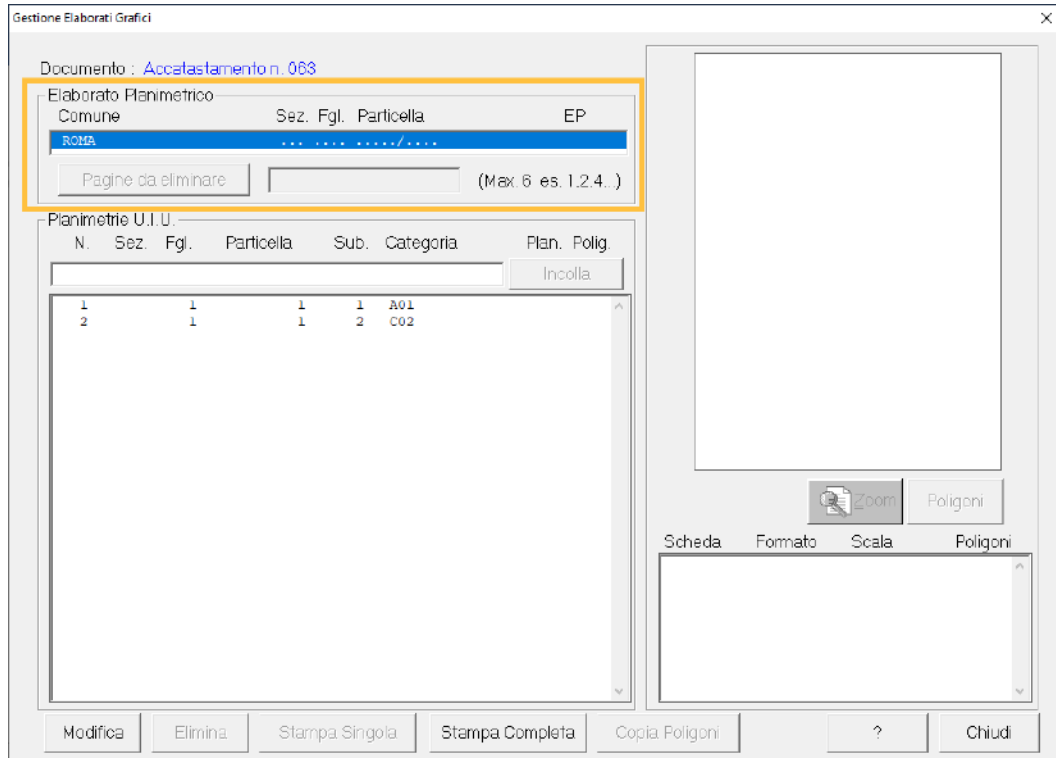 Gestione Elaborati Grafici
Documento : Accatastamento n. 063
Elaborato Planimetrico
Comune Sez. Fgl. Particella EP
ROMA ... .... ...../....
Pagine da eliminare (Max. 6 es. 1,2,4...)
Planimetrie U.I.U.
N. Sez. Fgl. Particella Sub. Categoria Plan. Polig.
Incolla
1 1 1 1 A01
2 1 1 2 C02
Zoom Poligoni
Scheda Formato Scala Poligoni
Modifica Elimina Stampa Singola Stampa Completa Copia Poligoni ? Chiudi